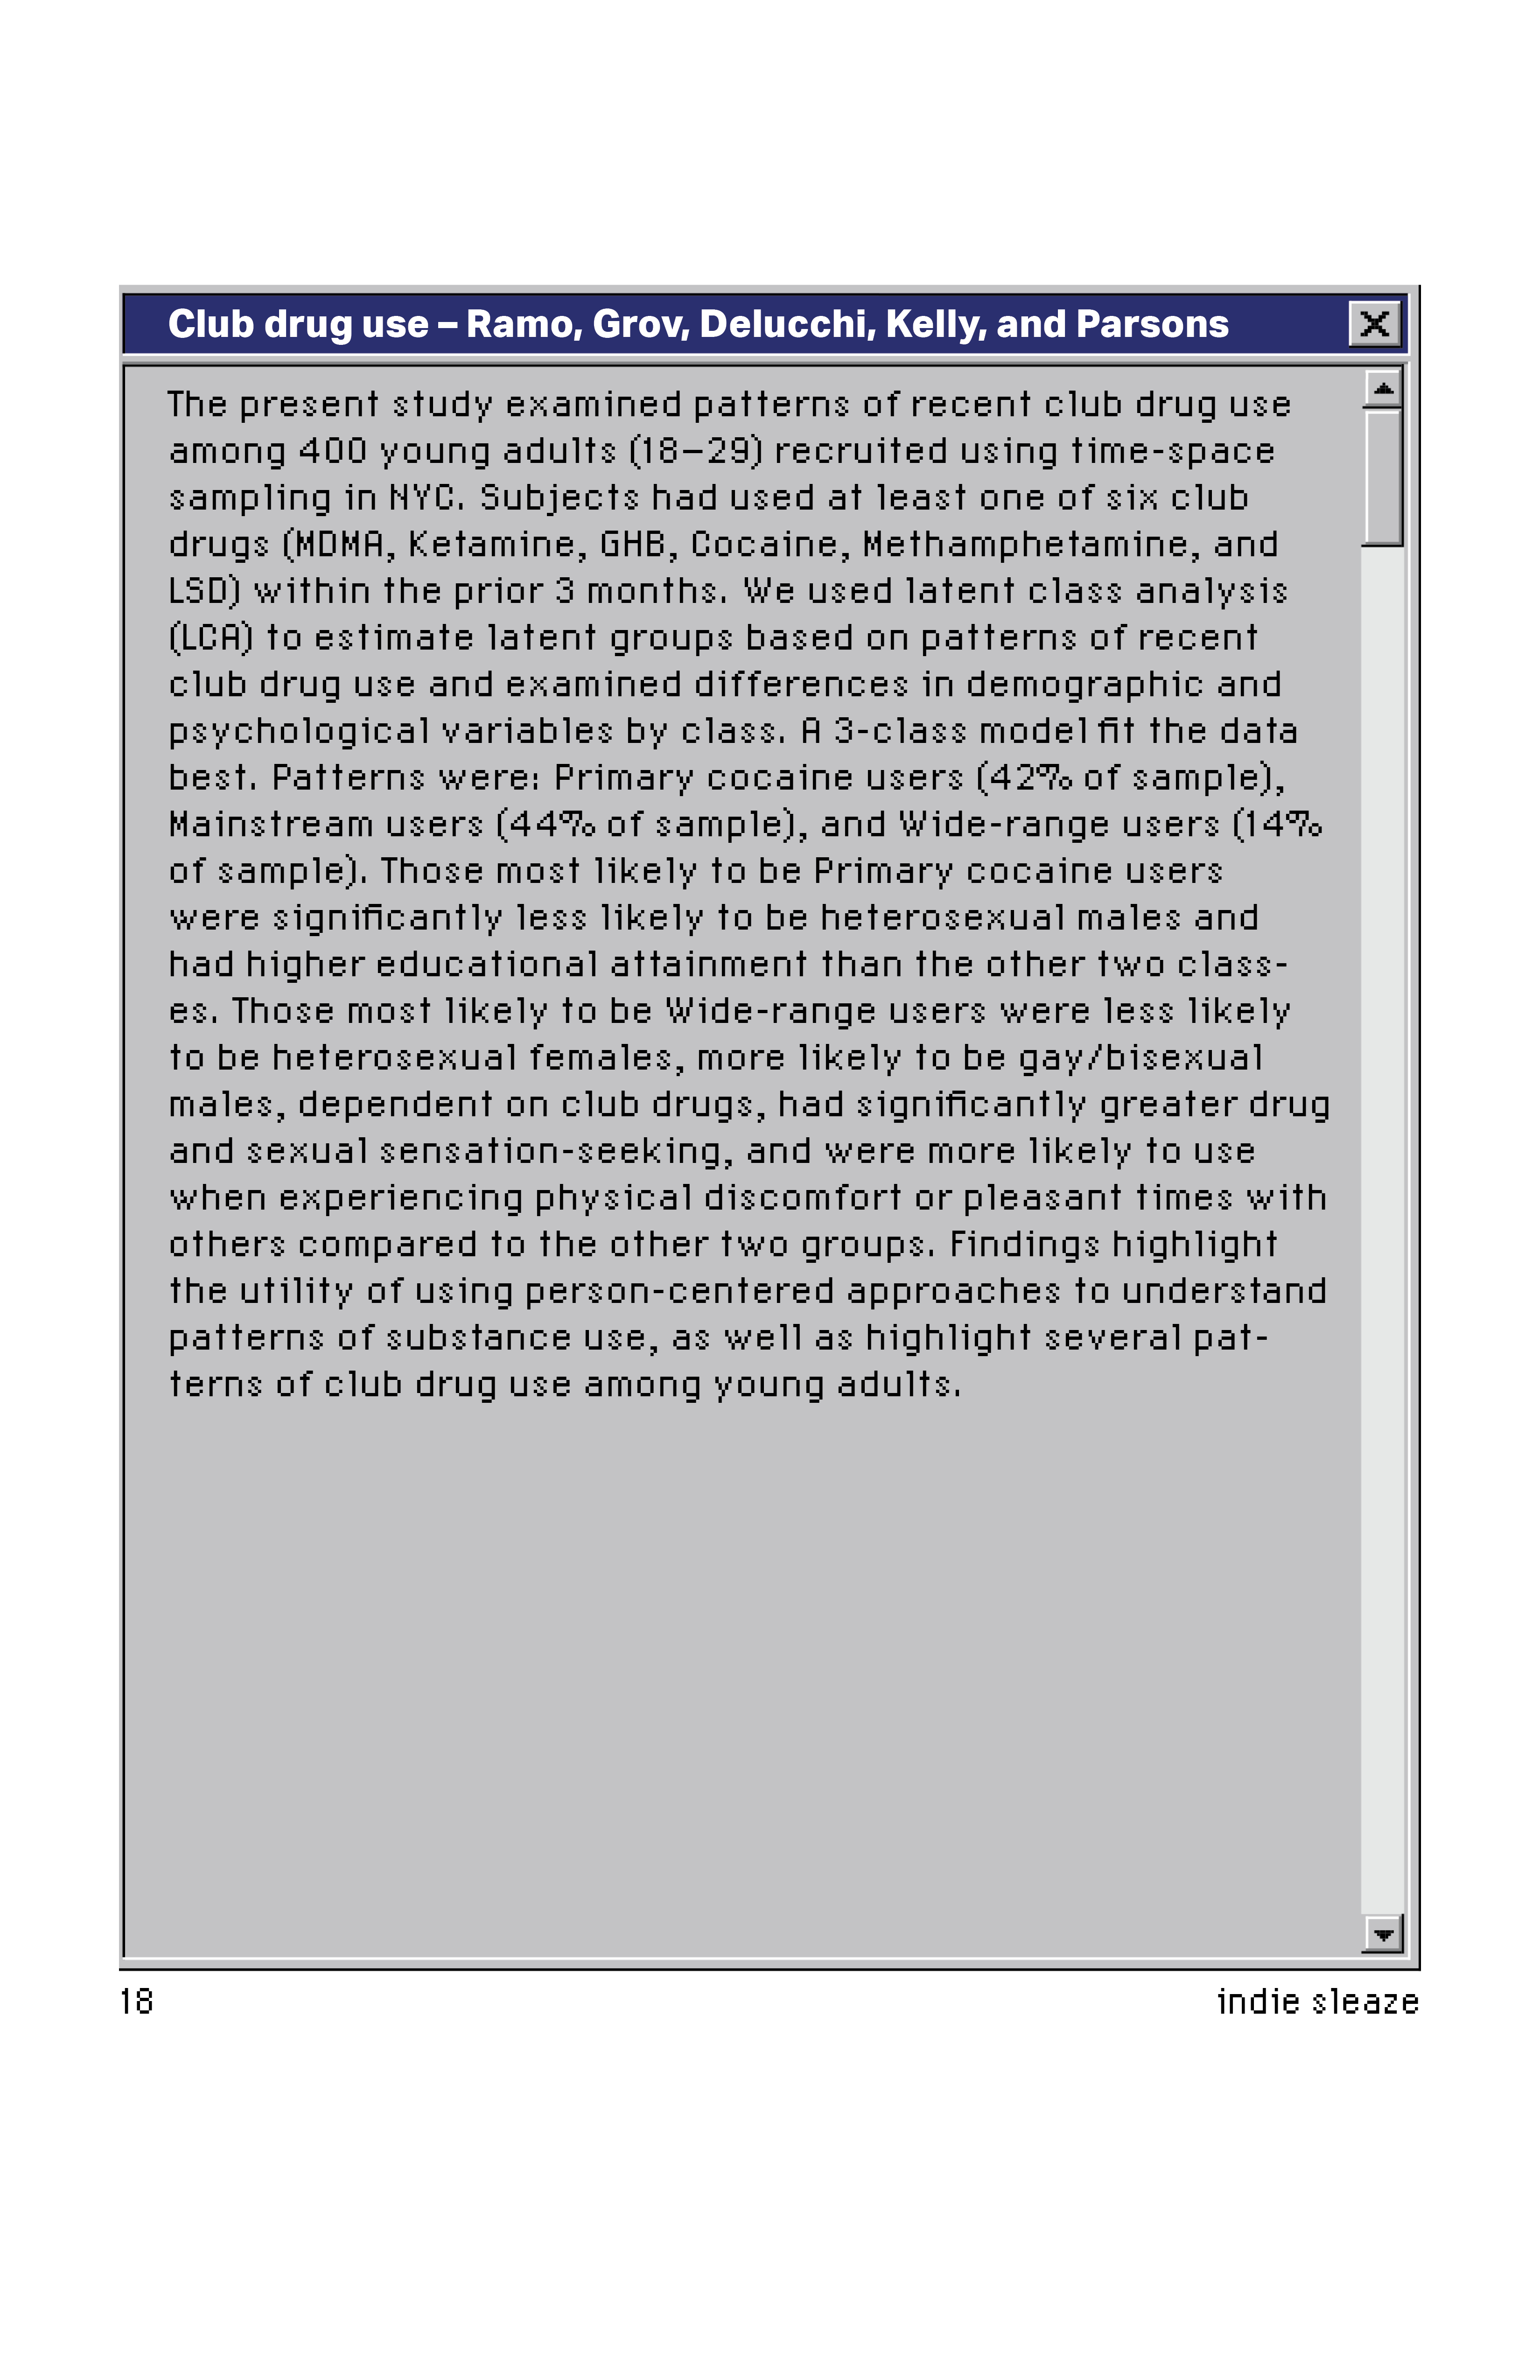 Club drug use – Ramo, Grov, Delucchi, Kelly, and Parsons
The present study examined patterns of recent club drug use
among 400 young adults (18–29) recruited using time-space
sampling in NYC. Subjects had used at least one of six club
drugs (MDMA, Ketamine, GHB, Cocaine, Methamphetamine, and
LSD) within the prior 3 months. We used latent class analysis
(LCA) to estimate latent groups based on patterns of recent
club drug use and examined differences in demographic and
psychological variables by class. A 3-class model fit the data
best. Patterns were: Primary cocaine users (42% of sample),
Mainstream users (44% of sample), and Wide-range users (14%
of sample). Those most likely to be Primary cocaine users
were significantly less likely to be heterosexual males and
had higher educational attainment than the other two class-
es. Those most likely to be Wide-range users were less likely
to be heterosexual females, more likely to be gay/bisexual
males, dependent on club drugs, had significantly greater drug
and sexual sensation-seeking, and were more likely to use
when experiencing physical discomfort or pleasant times with
others compared to the other two groups. Findings highlight
the utility of using person-centered approaches to understand
patterns of substance use, as well as highlight several pat-
terns of club drug use among young adults.
18
indie sleaze